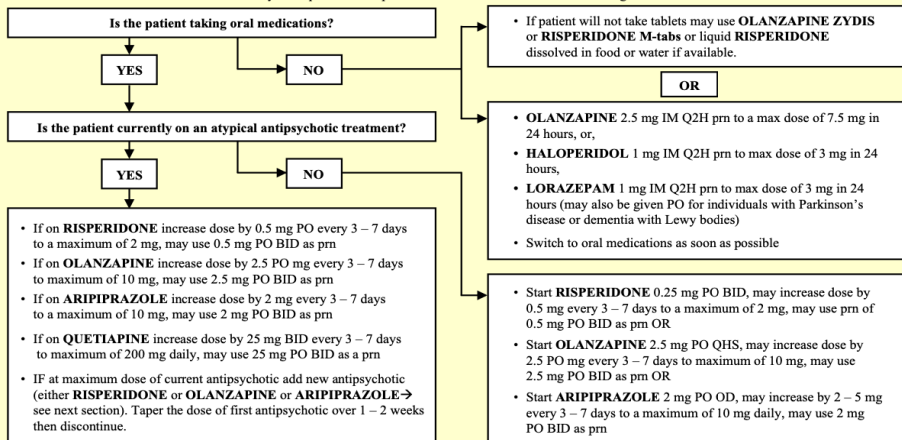 Is the patient taking oral medications?
YES
NO
• If patient will not take tablets may use OLANZAPINE ZYDIS
or RISPERIDONE M-tabs or liquid RISPERIDONE
dissolved in food or water if available.
OR
• OLANZAPINE 2.5 mg IM Q2H prn to a max dose of 7.5 mg in
24 hours, or,
• HALOPERIDOL 1 mg IM Q2H prn to max dose of 3 mg in 24
hours,
• LORAZEPAM 1 mg IM Q2H prn to max dose of 3 mg in 24
hours (may also be given PO for individuals with Parkinson’s
disease or dementia with Lewy bodies)
• Switch to oral medications as soon as possible
Is the patient currently on an atypical antipsychotic treatment?
YES
NO
• If on RISPERIDONE increase dose by 0.5 mg PO every 3 – 7 days
to a maximum of 2 mg, may use 0.5 mg PO BID as prn
• If on OLANZAPINE increase dose by 2.5 PO mg every 3 – 7 days
to maximum of 10 mg, may use 2.5 mg PO BID as prn
• If on ARIPIPRAZOLE increase dose by 2 mg every 3 – 7 days
to a maximum of 10 mg, may use 2 mg PO BID as prn
• If on QUETIAPINE increase dose by 25 mg BID every 3 – 7 days
to maximum of 200 mg daily, may use 25 mg PO BID as a prn
• IF at maximum dose of current antipsychotic add new antipsychotic
(either RISPERIDONE or OLANZAPINE or ARIPIPRAZOLE→
see next section). Taper the dose of first antipsychotic over 1 – 2 weeks
then discontinue.
• Start RISPERIDONE 0.25 mg PO BID, may increase dose by
0.5 mg every 3 – 7 days to a maximum of 2 mg, may use prn of
0.5 mg PO BID as prn OR
• Start OLANZAPINE 2.5 mg PO QHS, may increase dose by
2.5 PO mg every 3 – 7 days to maximum of 10 mg, may use
2.5 mg PO BID as prn OR
• Start ARIPIPRAZOLE 2 mg PO OD, may increase by 2 – 5 mg
every 3 – 7 days to a maximum of 10 mg daily, may use 2 mg
PO BID as prn